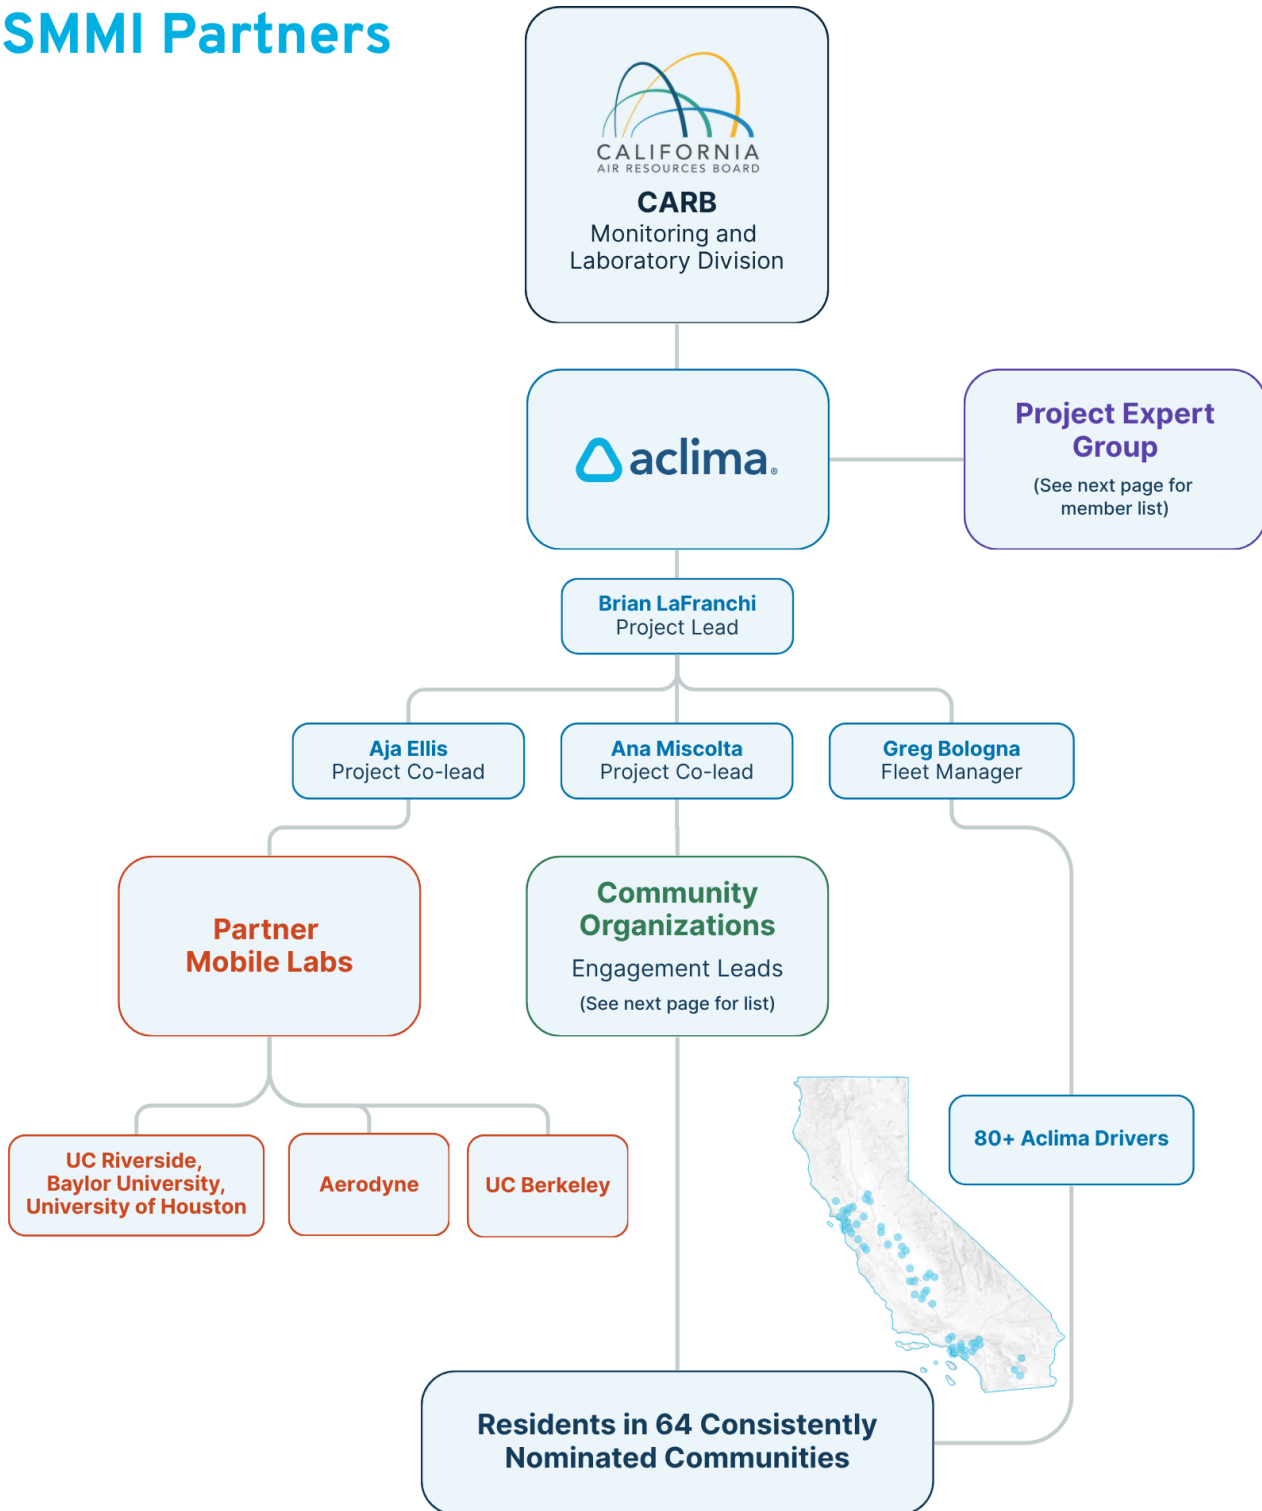 SMMI Partners
CALIFORNIA
AIR RESOURCES BOARD
CARB
Monitoring and
Laboratory Division
aclima®
Project Expert
Group
(See next page for
member list)
Brian LaFranchi
Project Lead
Aja Ellis
Project Co-lead
Ana Miscolta
Project Co-lead
Greg Bologna
Fleet Manager
Partner
Mobile Labs
Community
Organizations
Engagement Leads
(See next page for list)
UC Riverside,
Baylor University,
University of Houston
Aerodyne
UC Berkeley
80+ Aclima Drivers
Residents in 64 Consistently
Nominated Communities